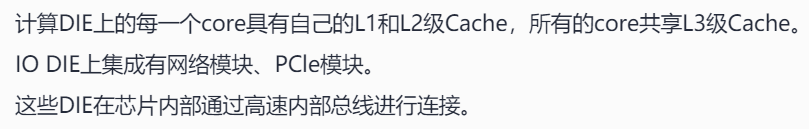 计算DIE上的每一个core具有自己的L1和L2级Cache，所有的core共享L3级Cache。
IO DIE上集成有网络模块、PCIe模块。
这些DIE在芯片内部通过高速内部总线进行连接。